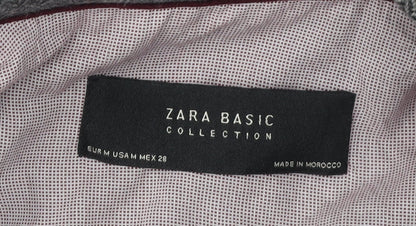 ZARA BASIC
COLLECTION
EUR M USA M MEX 28
MADE IN MOROCCO